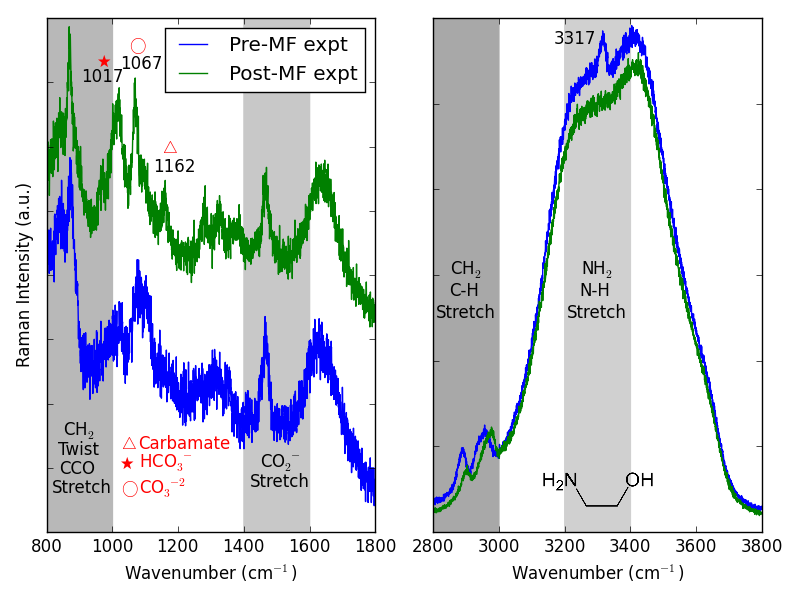 Pre-MF expt
Post-MF expt
★
1017
◯
1067
△
1162
CH₂
Twist
CCO
Stretch
△ Carbamate
★ HCO₃⁻
◯ CO₃⁻²
CO₂⁻
Stretch
Raman Intensity (a.u.)
800 1000 1200 1400 1600 1800
Wavenumber (cm⁻¹)
3317
CH₂
C-H
Stretch
NH₂
N-H
Stretch
H₂N OH
2800 3000 3200 3400 3600 3800
Wavenumber (cm⁻¹)